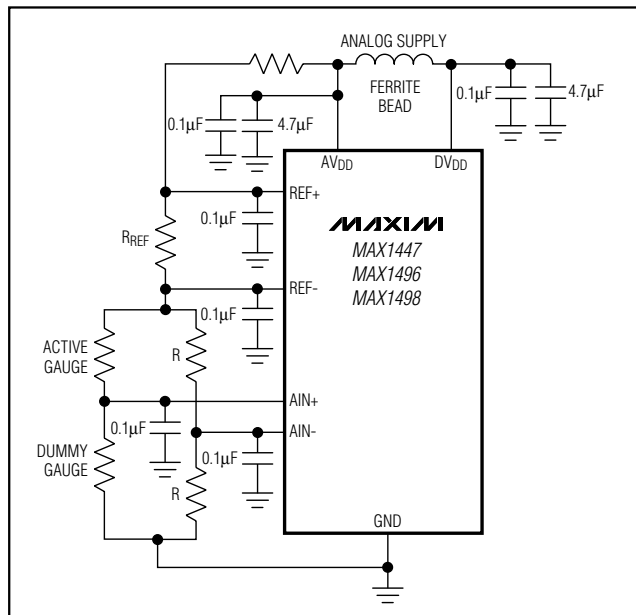 ANALOG SUPPLY
FERRITE
BEAD
0.1µF
4.7µF
0.1µF
4.7µF
AVDD
DVDD
REF+
0.1µF
MAXIM
MAX1447
MAX1496
MAX1498
RREF
REF-
0.1µF
ACTIVE
GAUGE
R
AIN+
0.1µF
AIN-
0.1µF
DUMMY
GAUGE
R
GND